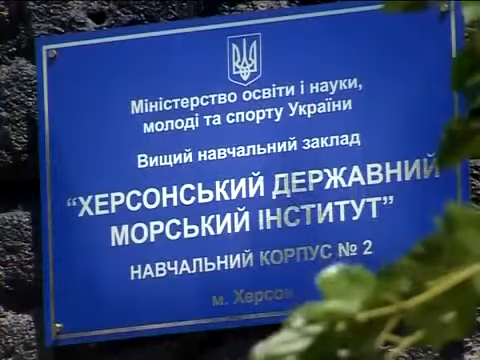 Міністерство освіти і науки,
молоді та спорту України
Вищий навчальний заклад
“ХЕРСОНСЬКИЙ ДЕРЖАВНИЙ
МОРСЬКИЙ ІНСТИТУТ”
НАВЧАЛЬНИЙ КОРПУС № 2
м. Херсон